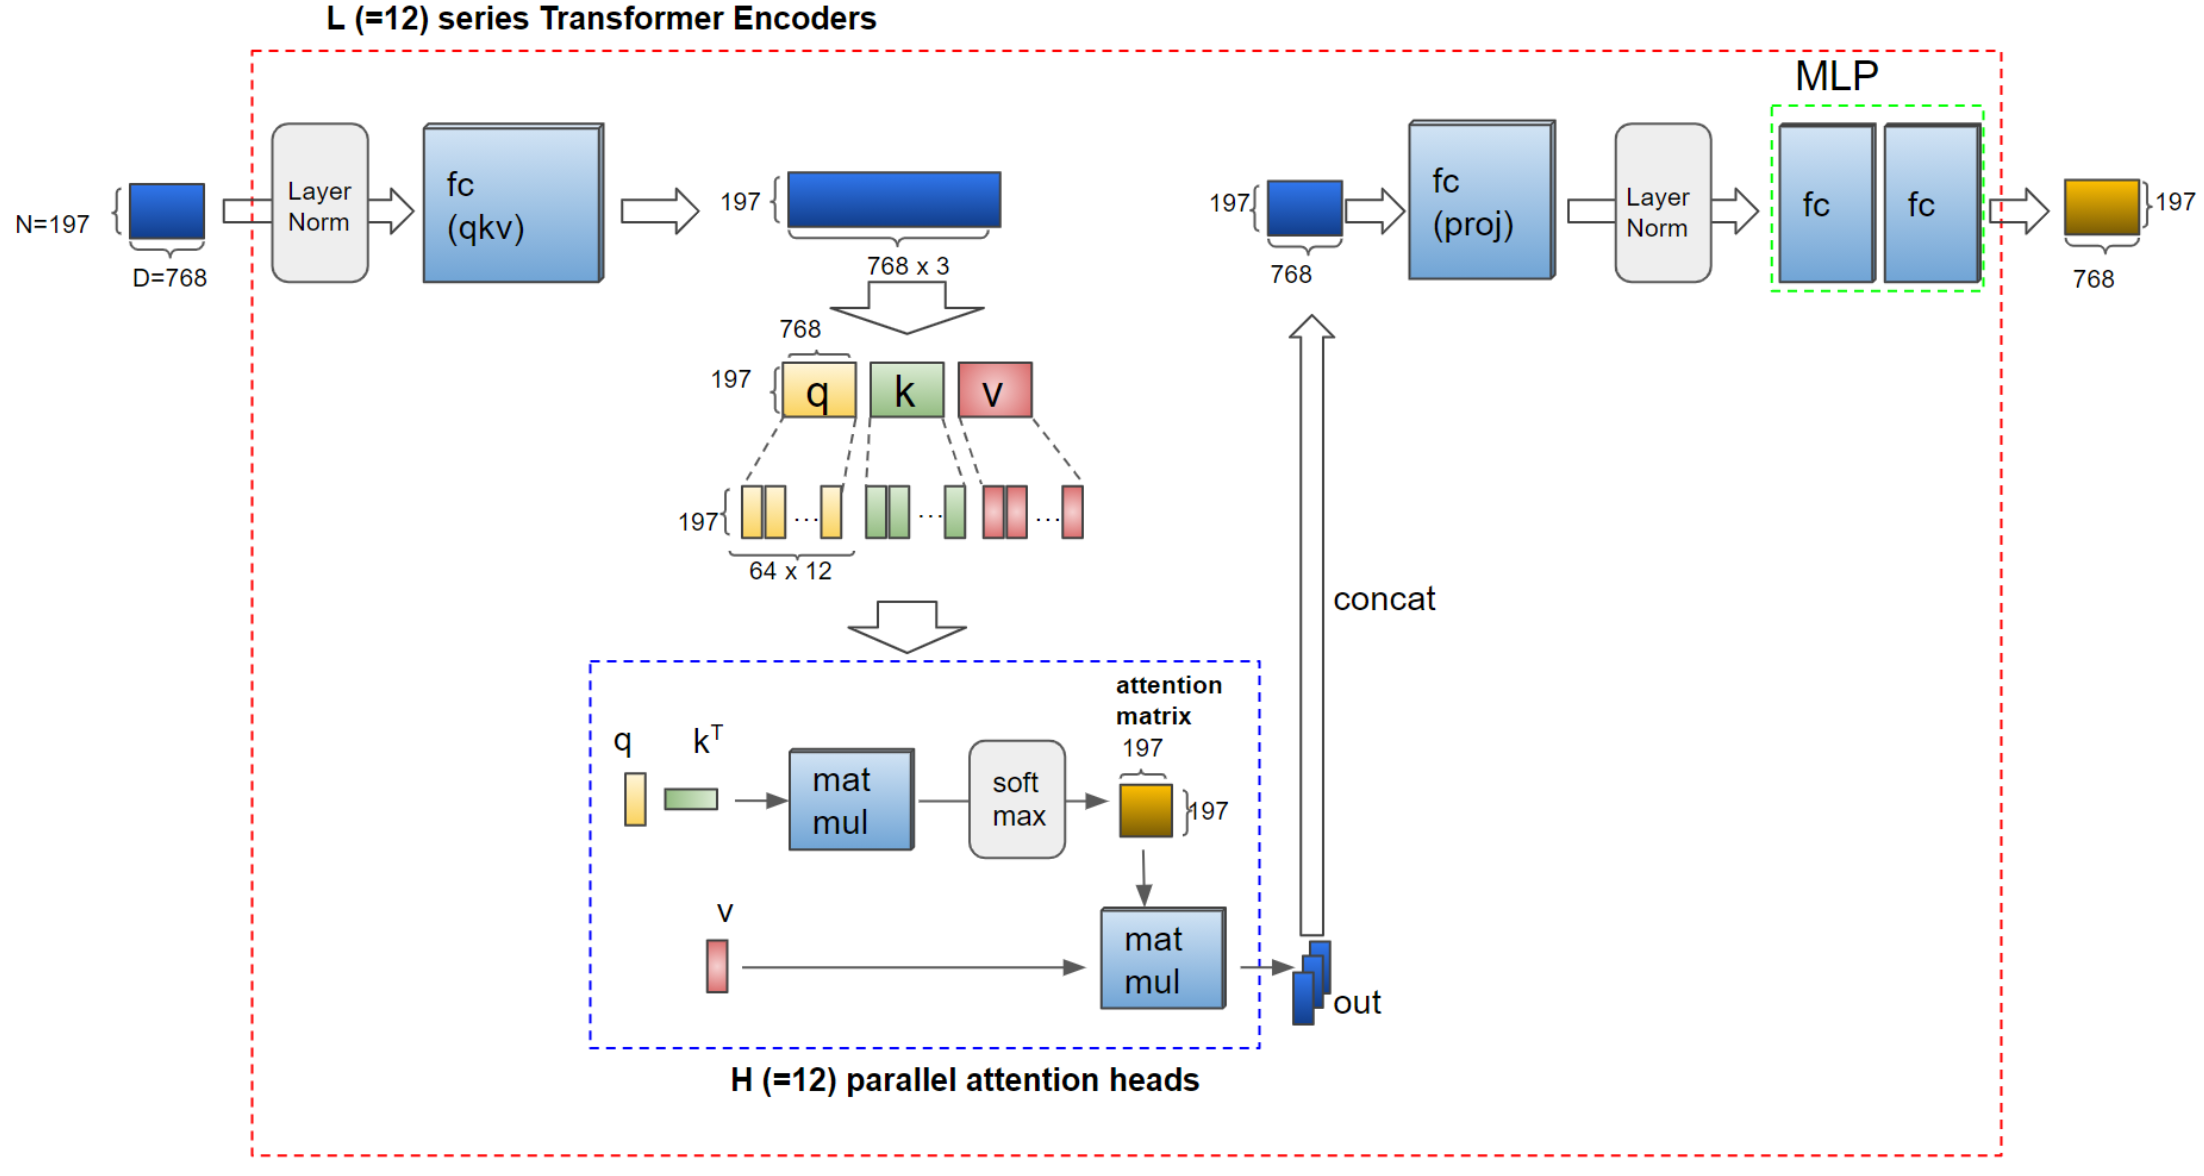 L (=12) series Transformer Encoders
MLP
N=197
D=768
Layer
Norm
fc
(qkv)
197
768 x 3
768
197
q
k
v
197
...
...
...
64 x 12
q
kᵀ
mat
mul
soft
max
attention
matrix
197
197
v
mat
mul
out
H (=12) parallel attention heads
concat
197
768
fc
(proj)
Layer
Norm
fc
fc
197
768